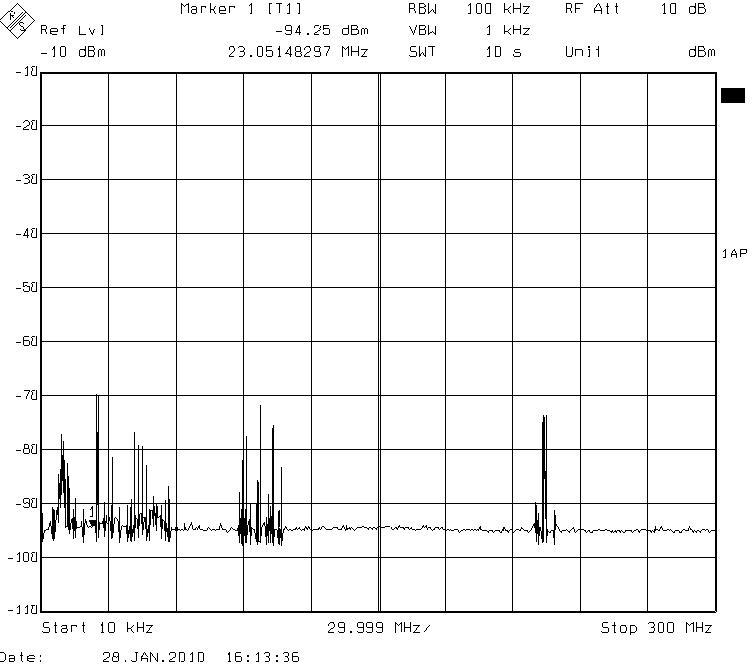 Marker 1 [T1] RBW 100 kHz RF Att 10 dB
Ref Lvl -94.25 dBm VBW 1 kHz
-10 dBm 23.05148297 MHz SWT 10 s Unit dBm
R S
-10
-20
-30
-40
1AP
-50
-60
-70
-80
-90
1
-100
-110
Start 10 kHz 29.999 MHz/ Stop 300 MHz
Date: 28.JAN.2010 16:13:36